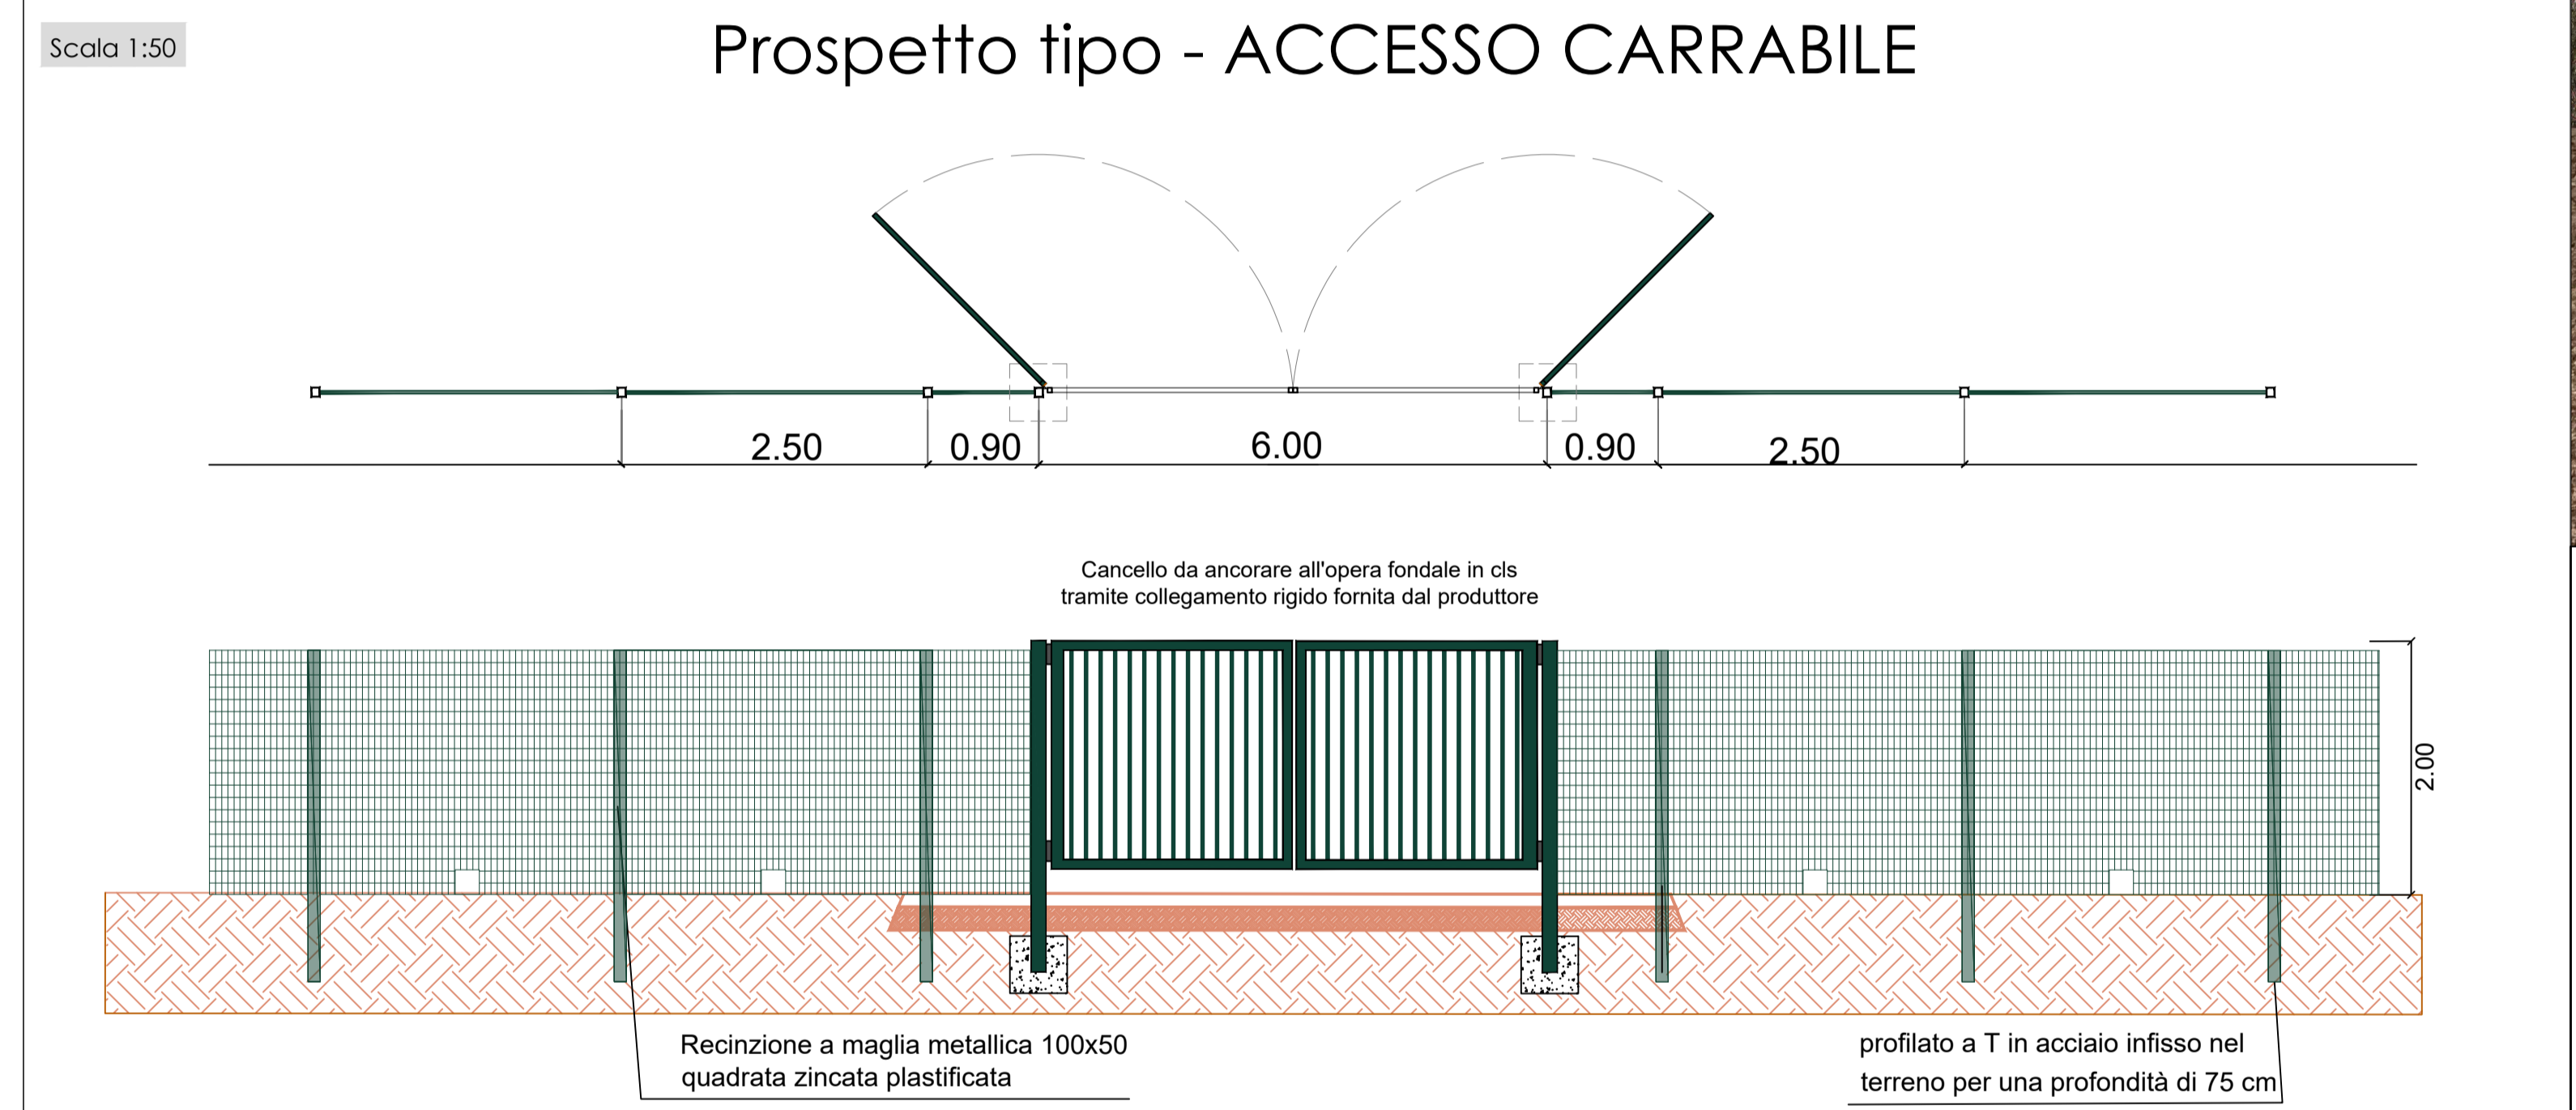 Scala 1:50
Prospetto tipo - ACCESSO CARRABILE
2.50
0.90
6.00
0.90
2.50
Cancello da ancorare all'opera fondale in cls
tramite collegamento rigido fornita dal produttore
2.00
Recinzione a maglia metallica 100x50
quadrata zincata plastificata
profilato a T in acciaio infisso nel
terreno per una profondità di 75 cm